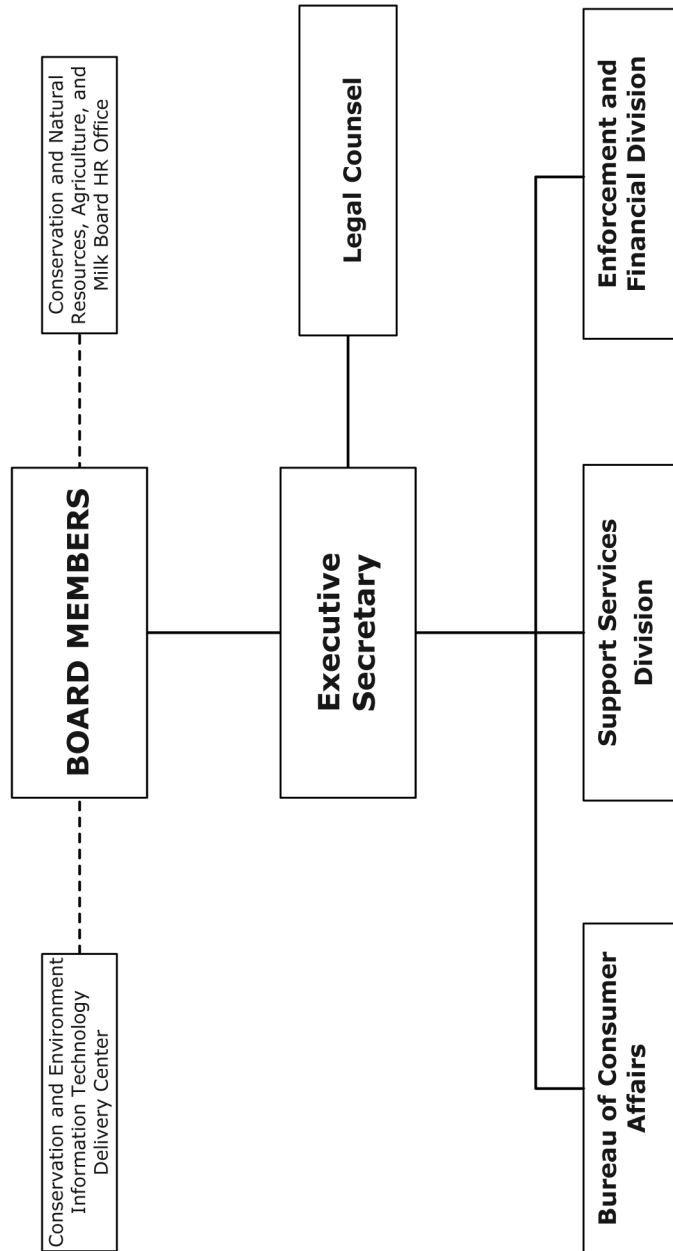 Conservation and Environment
Information Technology
Delivery Center
BOARD MEMBERS
Conservation and Natural
Resources, Agriculture, and
Milk Board HR Office
Executive
Secretary
Legal Counsel
Bureau of Consumer
Affairs
Support Services
Division
Enforcement and
Financial Division